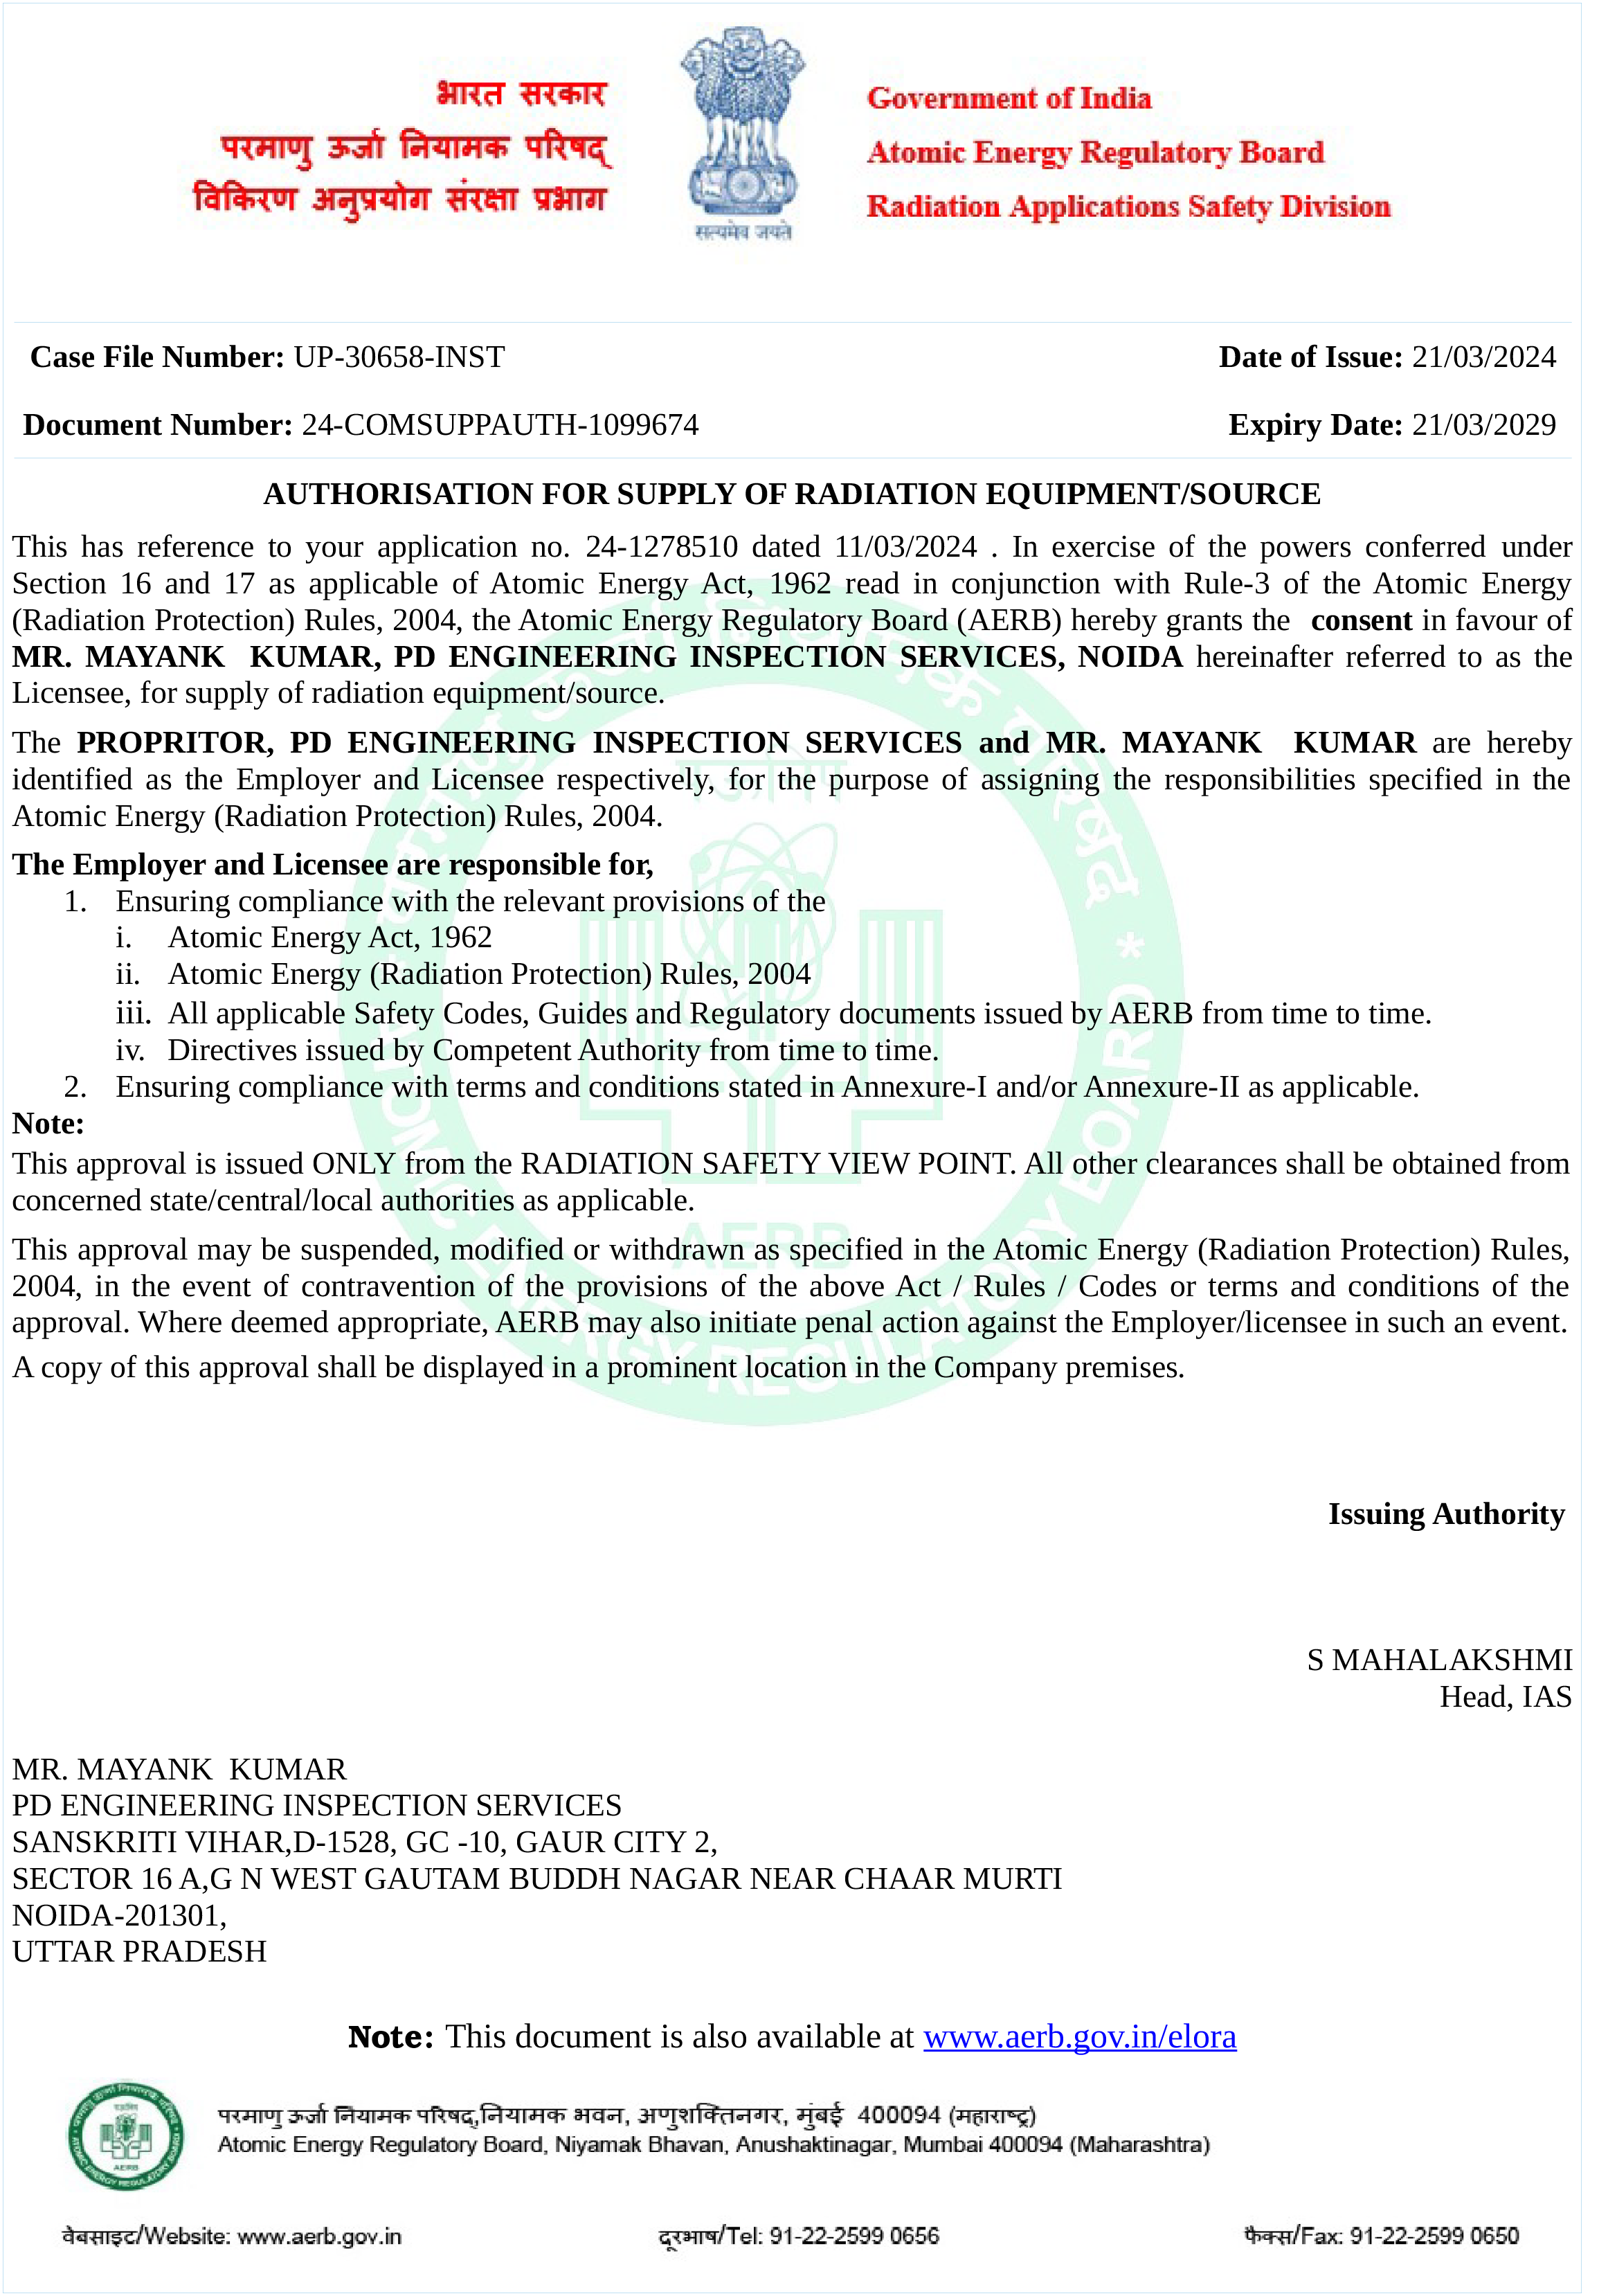 भारत सरकार
परमाणु ऊर्जा नियामक परिषद्
विकिरण अनुप्रयोग संरक्षा प्रभाग
सत्यमेव जयते
Government of India
Atomic Energy Regulatory Board
Radiation Applications Safety Division
Case File Number: UP-30658-INST
Date of Issue: 21/03/2024
Document Number: 24-COMSUPPAUTH-1099674
Expiry Date: 21/03/2029
AUTHORISATION FOR SUPPLY OF RADIATION EQUIPMENT/SOURCE
This has reference to your application no. 24-1278510 dated 11/03/2024 . In exercise of the powers conferred under
Section 16 and 17 as applicable of Atomic Energy Act, 1962 read in conjunction with Rule-3 of the Atomic Energy
(Radiation Protection) Rules, 2004, the Atomic Energy Regulatory Board (AERB) hereby grants the consent in favour of
MR. MAYANK KUMAR, PD ENGINEERING INSPECTION SERVICES, NOIDA hereinafter referred to as the
Licensee, for supply of radiation equipment/source.
The PROPRITOR, PD ENGINEERING INSPECTION SERVICES and MR. MAYANK KUMAR are hereby
identified as the Employer and Licensee respectively, for the purpose of assigning the responsibilities specified in the
Atomic Energy (Radiation Protection) Rules, 2004.
The Employer and Licensee are responsible for,
1. Ensuring compliance with the relevant provisions of the
i. Atomic Energy Act, 1962
ii. Atomic Energy (Radiation Protection) Rules, 2004
iii. All applicable Safety Codes, Guides and Regulatory documents issued by AERB from time to time.
iv. Directives issued by Competent Authority from time to time.
2. Ensuring compliance with terms and conditions stated in Annexure-I and/or Annexure-II as applicable.
Note:
This approval is issued ONLY from the RADIATION SAFETY VIEW POINT. All other clearances shall be obtained from
concerned state/central/local authorities as applicable.
This approval may be suspended, modified or withdrawn as specified in the Atomic Energy (Radiation Protection) Rules,
2004, in the event of contravention of the provisions of the above Act / Rules / Codes or terms and conditions of the
approval. Where deemed appropriate, AERB may also initiate penal action against the Employer/licensee in such an event.
A copy of this approval shall be displayed in a prominent location in the Company premises.
AERB
ATOMIC ENERGY REGULATORY BOARD *
Issuing Authority
S MAHALAKSHMI
Head, IAS
MR. MAYANK KUMAR
PD ENGINEERING INSPECTION SERVICES
SANSKRITI VIHAR,D-1528, GC -10, GAUR CITY 2,
SECTOR 16 A,G N WEST GAUTAM BUDDH NAGAR NEAR CHAAR MURTI
NOIDA-201301,
UTTAR PRADESH
Note: This document is also available at www.aerb.gov.in/elora
परमाणु ऊर्जा नियामक परिषद्,नियामक भवन, अणुशक्तिनगर, मुंबई 400094 (महाराष्ट्र)
Atomic Energy Regulatory Board, Niyamak Bhavan, Anushaktinagar, Mumbai 400094 (Maharashtra)
AERB
ATOMIC ENERGY REGULATORY BOARD
वेबसाइट/Website: www.aerb.gov.in
दूरभाष/Tel: 91-22-2599 0656
फैक्स/Fax: 91-22-2599 0650